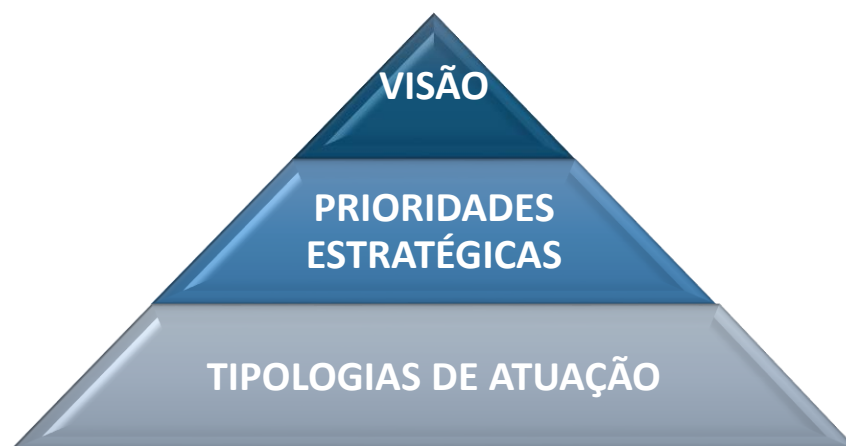 VISÃO
PRIORIDADES
ESTRATÉGICAS
TIPOLOGIAS DE ATUAÇÃO